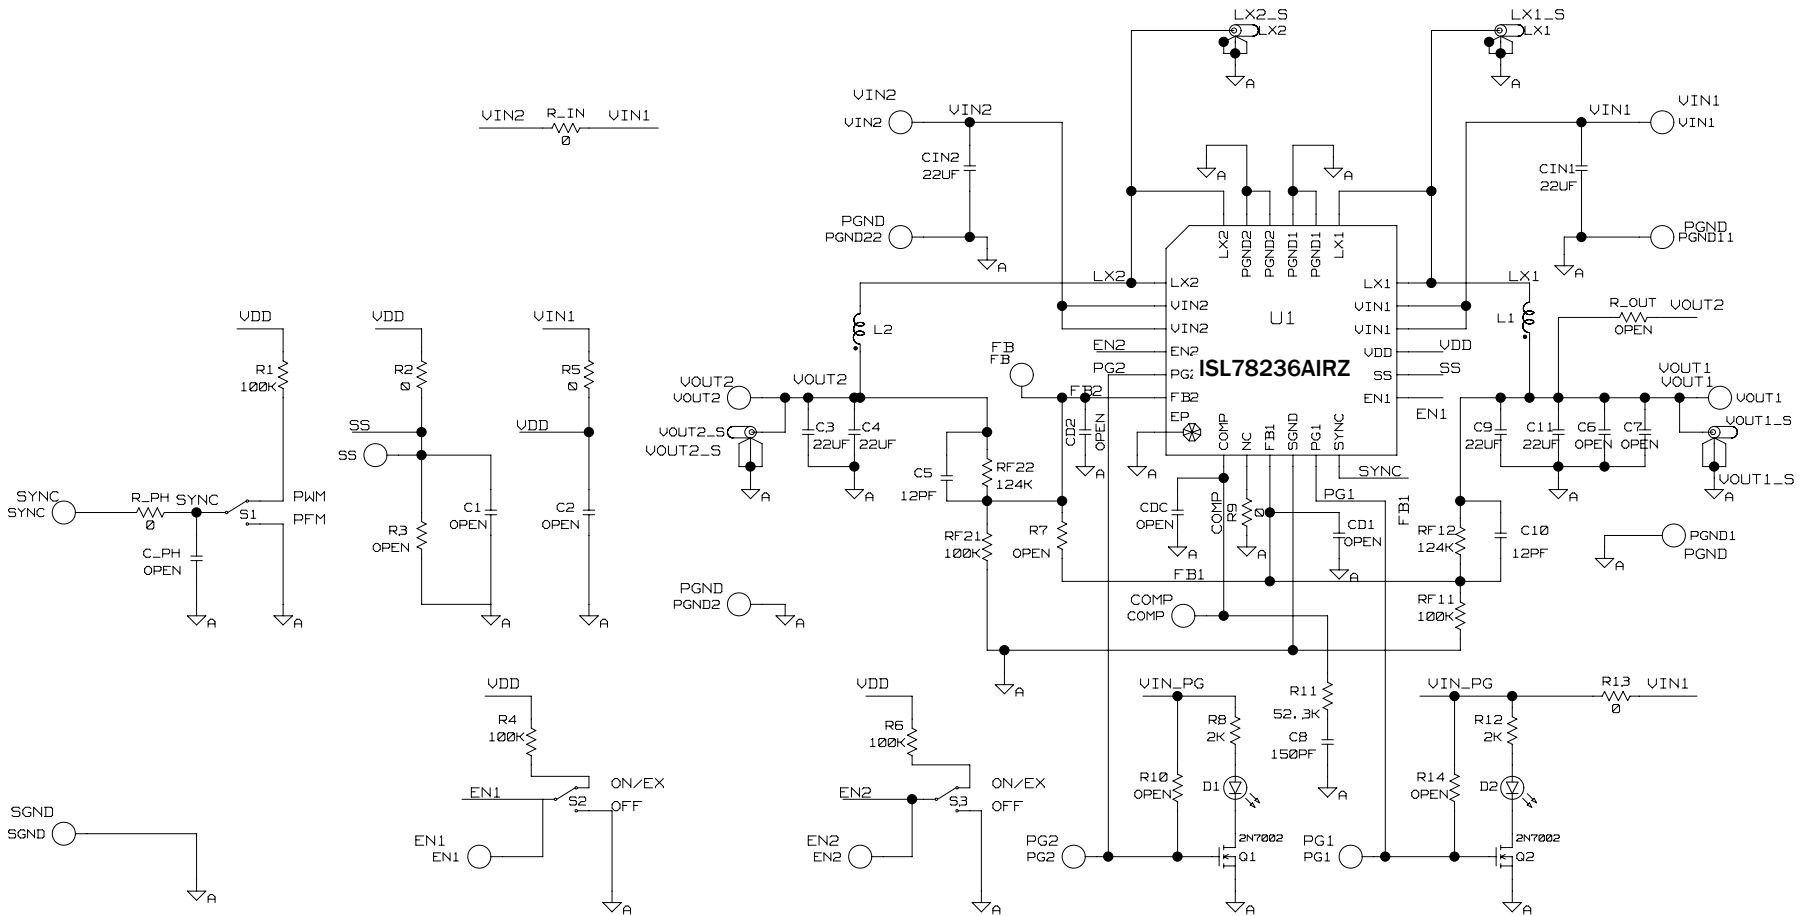 LX2_S
LX2
LX1_S
LX1
A
A
VIN2
VIN2
VIN2
VIN1
VIN1
VIN1
VIN2
R_IN
VIN1
0
CIN2
22UF
A
A
CIN1
22UF
PGND
PGND22
A
PGND
PGND11
A
LX2
PGND2
PGND2
PGND1
PGND1
LX1
LX2
LX2
LX1
LX1
VIN2
VIN1
VIN2
VIN1
U1
L2
L1
R_OUT
VOUT2
OPEN
EN2
EN2
VDD
VDD
PG2
PG2
ISL78236AIRZ
SS
SS
FB2
FB2
EN1
EN1
EP
COMP
NC
FB1
SGND
PG1
SYNC
SYNC
FB
FB
VDD
R1
100K
VDD
R2
0
VIN1
R5
0
VOUT2
VOUT2
VOUT2
VOUT1
VOUT1
VOUT1
SS
SS
VDD
VOUT2_S
VOUT2_S
A
C3
22UF
C4
22UF
A
C5
12PF
RF22
124K
CD2
OPEN
A
A
C9
22UF
C11
22UF
C6
OPEN
C7
OPEN
A
VOUT1_S
VOUT1_S
A
SYNC
SYNC
R_PH
0
SYNC
S1
PWM
PFM
C_PH
OPEN
A
A
R3
OPEN
C1
OPEN
A
C2
OPEN
A
RF21
100K
R7
OPEN
CDC
OPEN
A
COMP
R9
0
A
CD1
OPEN
A
PG1
FB1
RF12
124K
C10
12PF
PGND1
PGND
A
FB1
PGND
PGND2
A
COMP
COMP
RF11
100K
A
VDD
R4
100K
VDD
R6
100K
VIN_PG
R8
2K
R11
52.3K
C8
150PF
A
VIN_PG
R12
2K
R13
0
VIN1
EN1
S2
ON/EX
OFF
EN2
S3
ON/EX
OFF
R10
OPEN
D1
R14
OPEN
D2
SGND
SGND
A
EN1
EN1
A
EN2
EN2
A
PG2
PG2
2N7002
Q1
A
PG1
PG1
2N7002
Q2
A